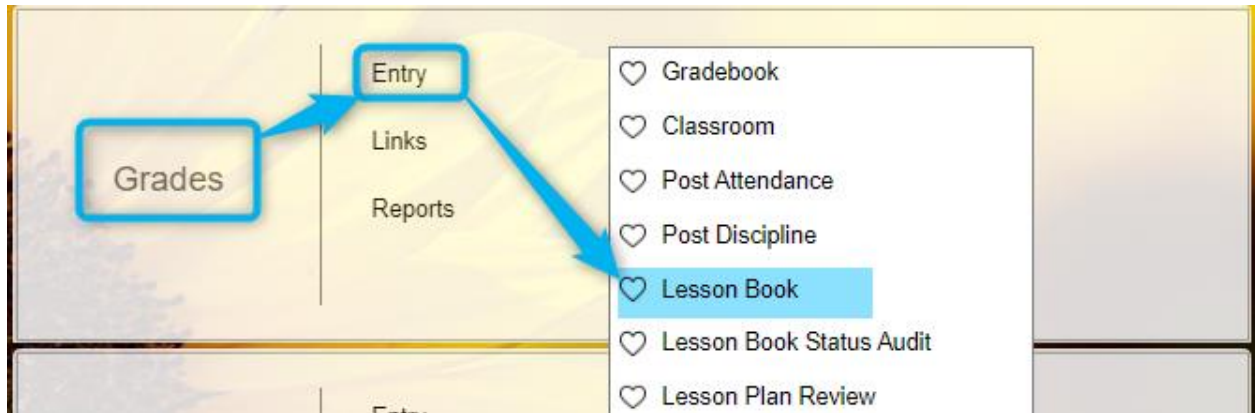 Grades
Entry
Links
Reports
Gradebook
Classroom
Post Attendance
Post Discipline
Lesson Book
Lesson Book Status Audit
Lesson Plan Review
Entry